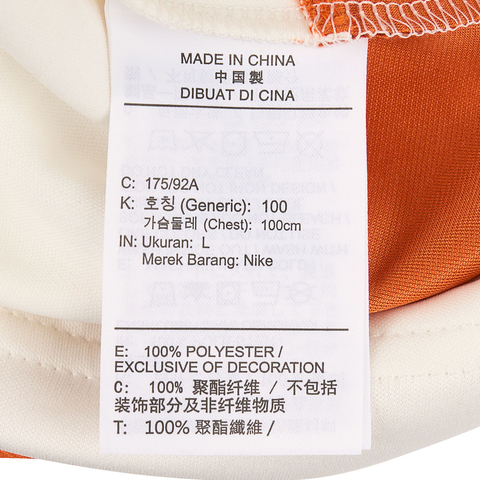 MADE IN CHINA
中国製
DIBUAT DI CINA
C: 175/92A
K: 호칭 (Generic): 100
가슴둘레 (Chest): 100cm
IN: Ukuran: L
Merek Barang: Nike
E: 100% POLYESTER /
EXCLUSIVE OF DECORATION
C: 100% 聚酯纤维 / 不包括
装饰部分及非纤维物质
T: 100% 聚酯纖維 /